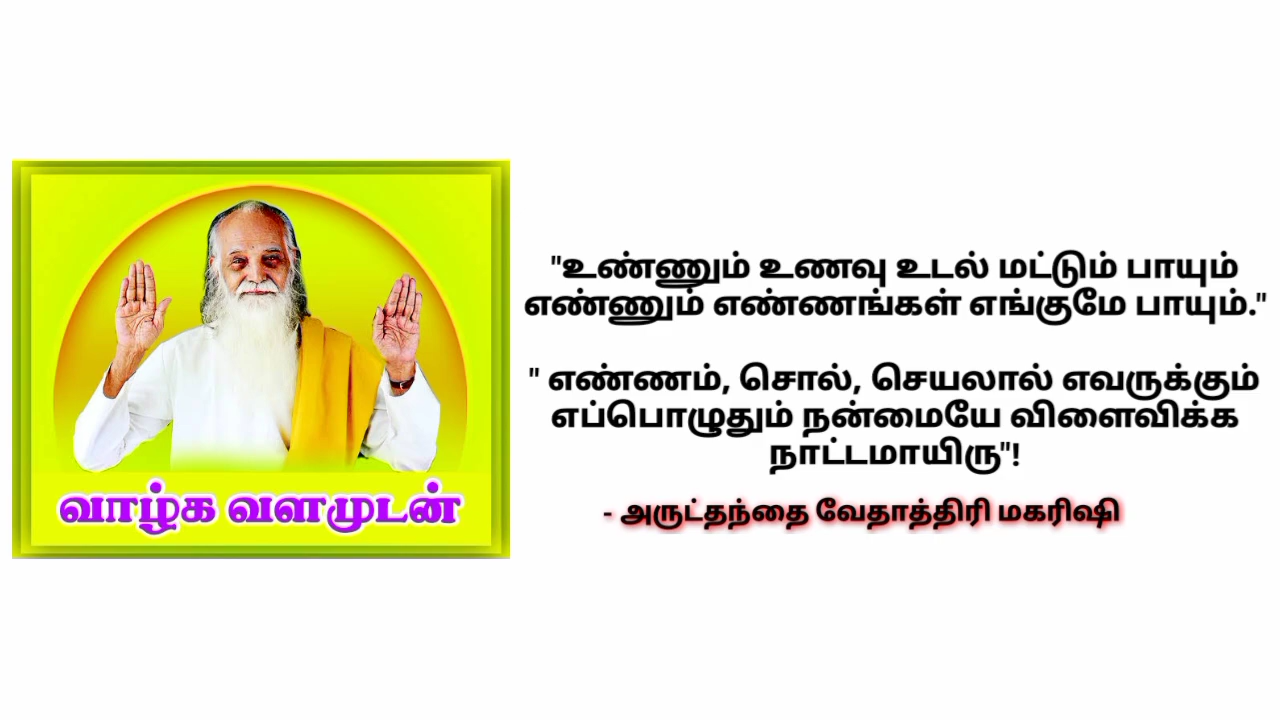 வாழ்க வளமுடன்
"உண்ணும் உணவு உடல் மட்டும் பாயும்
எண்ணும் எண்ணங்கள் எங்குமே பாயும்."
" எண்ணம், சொல், செயலால் எவருக்கும்
எப்பொழுதும் நன்மையே விளைவிக்க
நாட்டமாயிரு"!
- அருட்தந்தை வேதாத்திரி மகரிஷி